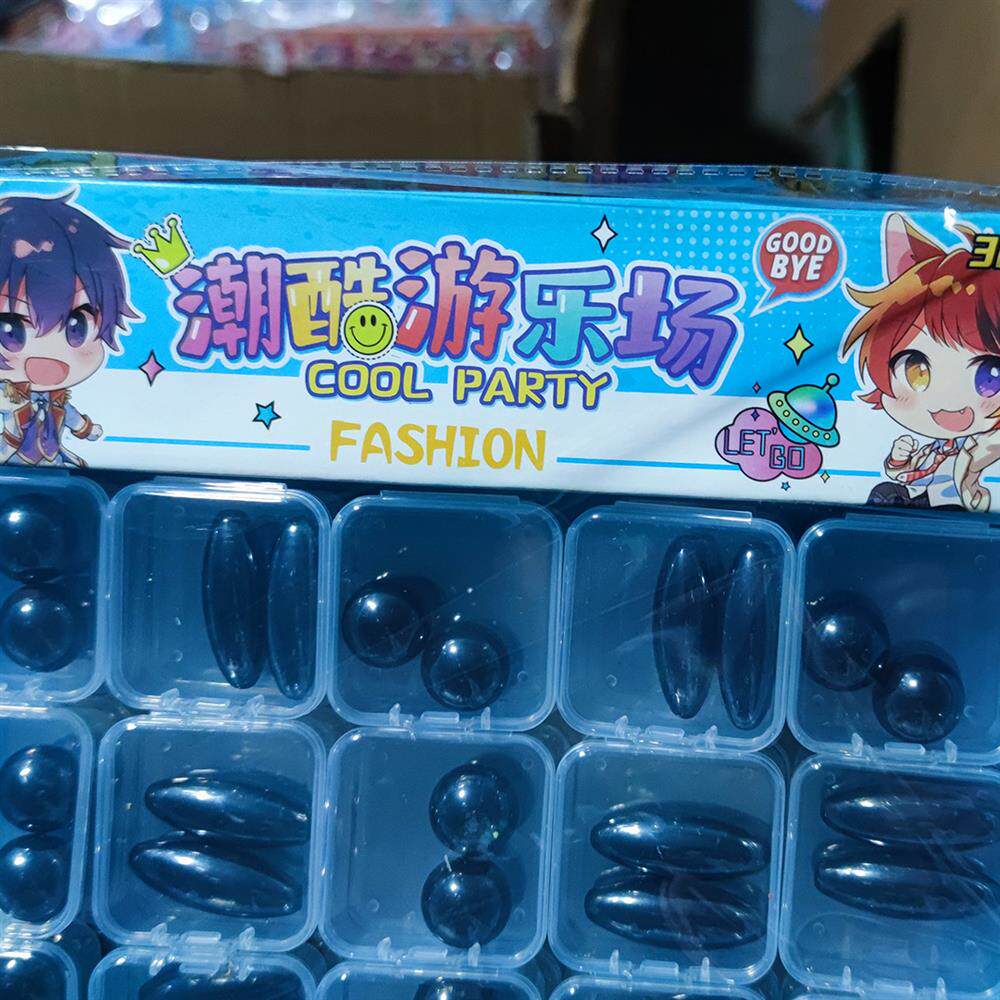 潮酷游乐场
COOL PARTY
FASHION
GOOD
BYE
LET'
GO